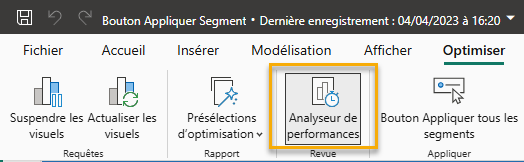 Bouton Appliquer Segment • Dernière enregistrement : 04/04/2023 à 16:20
Fichier Accueil Insérer Modélisation Afficher Optimiser
Suspendre les visuels
Actualiser les visuels
Présélections d'optimisation
Analyseur de performances
Bouton Appliquer tous les segments
Requêtes Rapport Revue Appliquer